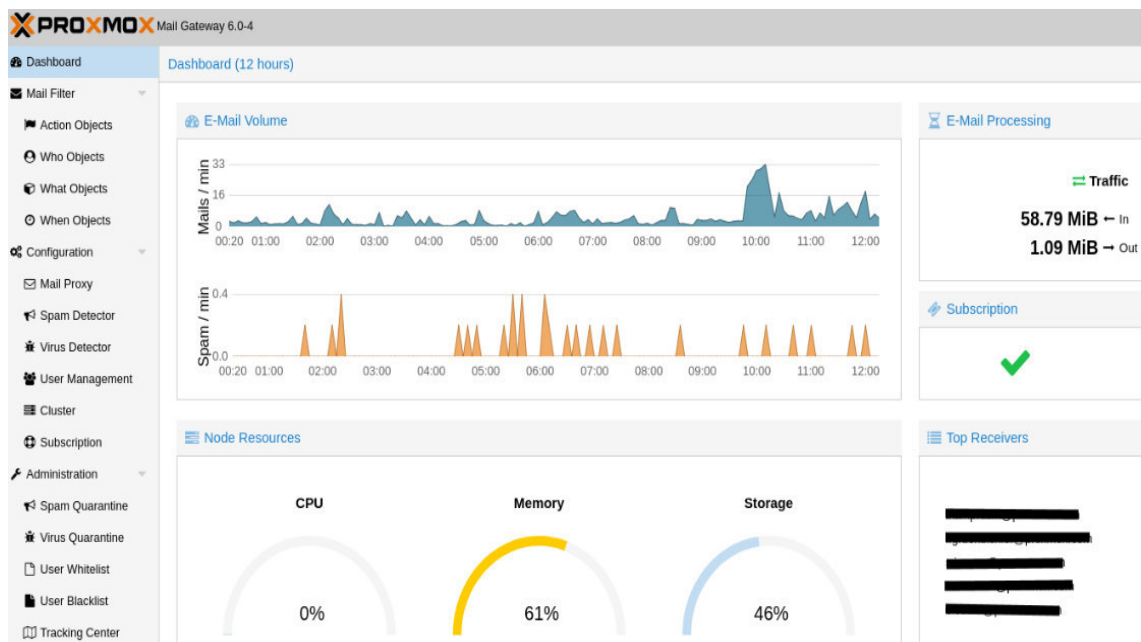 PROXMOX Mail Gateway 6.0-4
Dashboard
Mail Filter
Action Objects
Who Objects
What Objects
When Objects
Configuration
Mail Proxy
Spam Detector
Virus Detector
User Management
Cluster
Subscription
Administration
Spam Quarantine
Virus Quarantine
User Whitelist
User Blacklist
Tracking Center
Dashboard (12 hours)
E-Mail Volume
Mails / min
33
16
0
00:20 01:00 02:00 03:00 04:00 05:00 06:00 07:00 08:00 09:00 10:00 11:00 12:00
Spam / min
0.4
0.0
00:20 01:00 02:00 03:00 04:00 05:00 06:00 07:00 08:00 09:00 10:00 11:00 12:00
E-Mail Processing
Traffic
58.79 MiB ← In
1.09 MiB → Out
Subscription
Node Resources
CPU Memory Storage
0% 61% 46%
Top Receivers